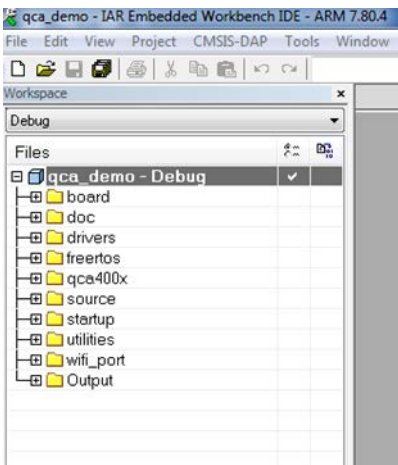 qca_demo - IAR Embedded Workbench IDE - ARM 7.80.4
File Edit View Project CMSIS-DAP Tools Window
Workspace
Debug
Files
qca_demo - Debug
board
doc
drivers
freertos
qca400x
source
startup
utilities
wifi_port
Output